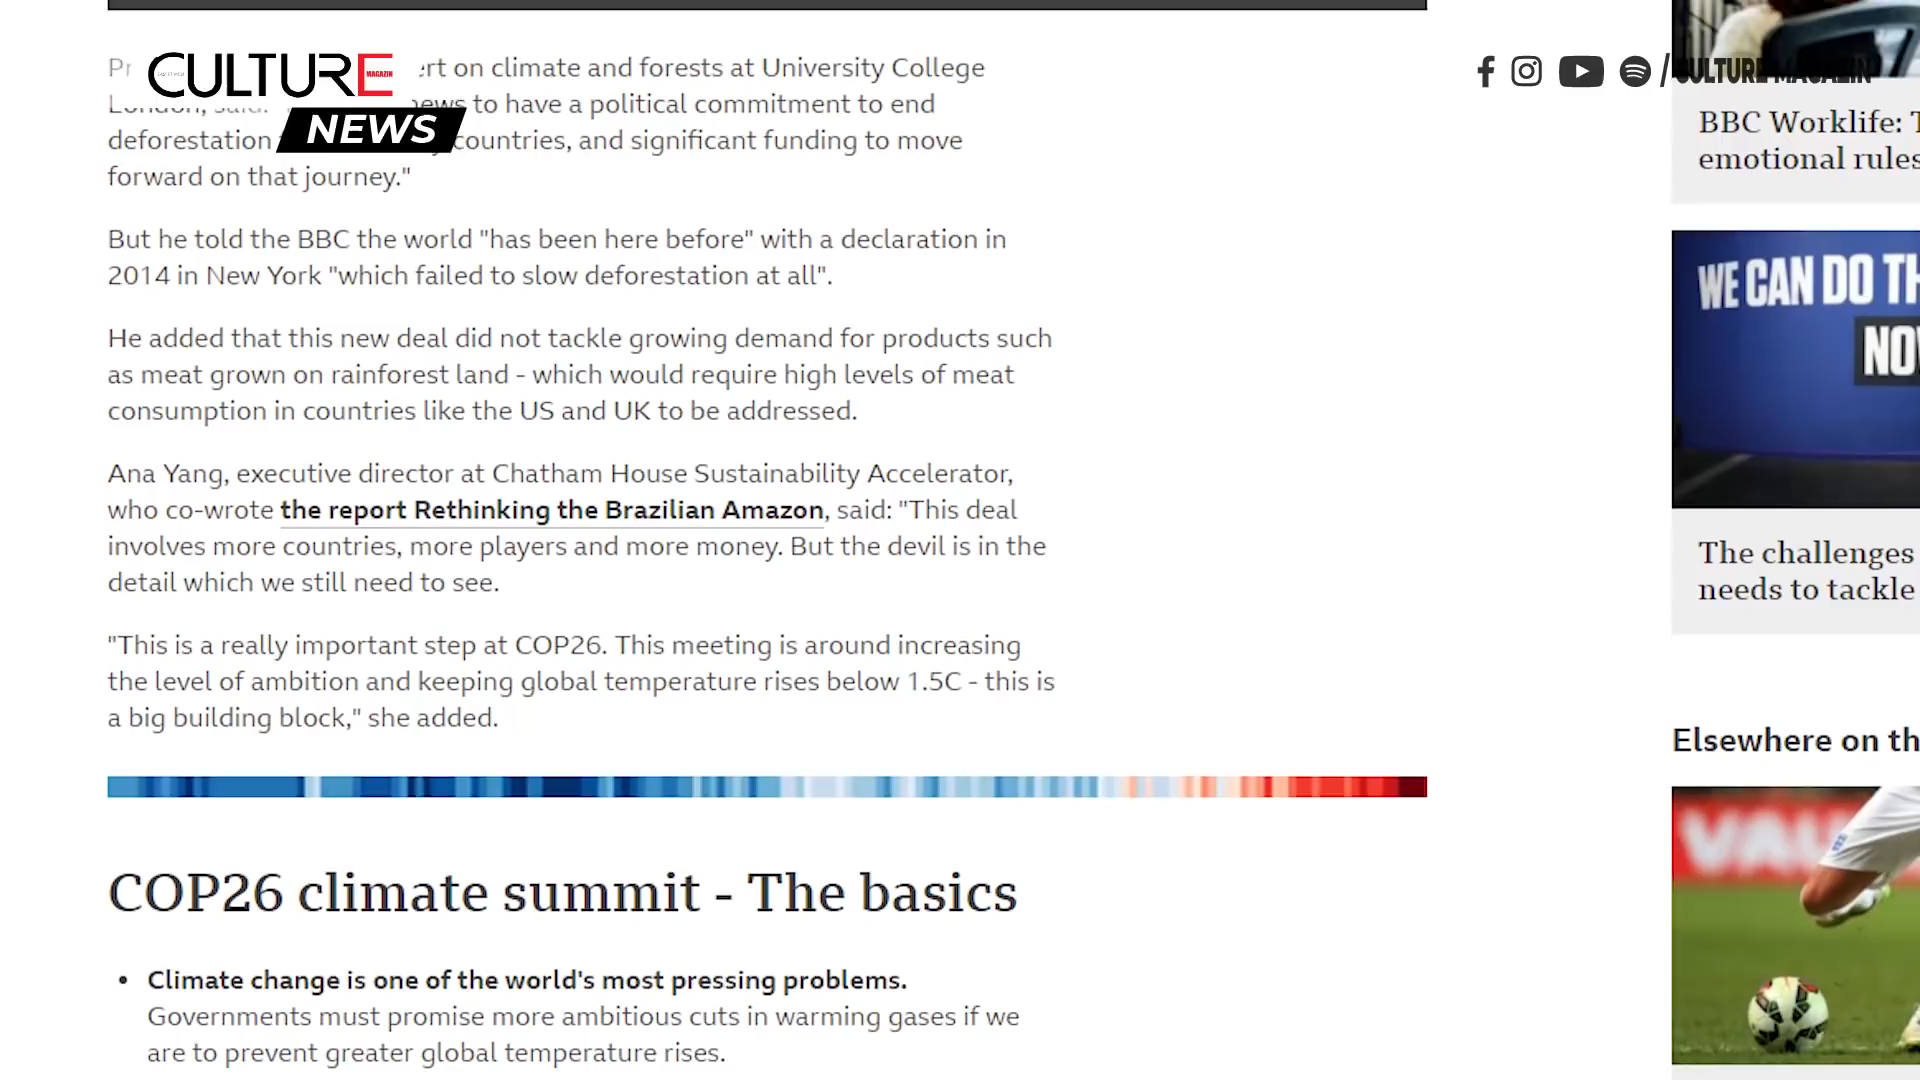 CULTURE
MAGAZIN
NEWS
/CULTURE MAGAZIN
ert on climate and forests at University College
London, said: news to have a political commitment to end
deforestation countries, and significant funding to move
forward on that journey."
But he told the BBC the world "has been here before" with a declaration in
2014 in New York "which failed to slow deforestation at all".
He added that this new deal did not tackle growing demand for products such
as meat grown on rainforest land - which would require high levels of meat
consumption in countries like the US and UK to be addressed.
Ana Yang, executive director at Chatham House Sustainability Accelerator,
who co-wrote the report Rethinking the Brazilian Amazon, said: "This deal
involves more countries, more players and more money. But the devil is in the
detail which we still need to see.
"This is a really important step at COP26. This meeting is around increasing
the level of ambition and keeping global temperature rises below 1.5C - this is
a big building block," she added.
COP26 climate summit - The basics
• Climate change is one of the world's most pressing problems.
Governments must promise more ambitious cuts in warming gases if we
are to prevent greater global temperature rises.
BBC Worklife: T
emotional rules
WE CAN DO TH
NOW
The challenges
needs to tackle
Elsewhere on th
VAU